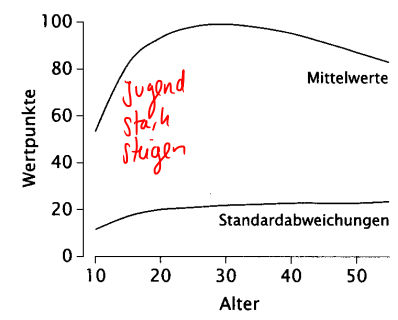 100
80
60
40
20
0
Wertpunkte
Jugend
stark
steigen
Mittelwerte
Standardabweichungen
10 20 30 40 50
Alter